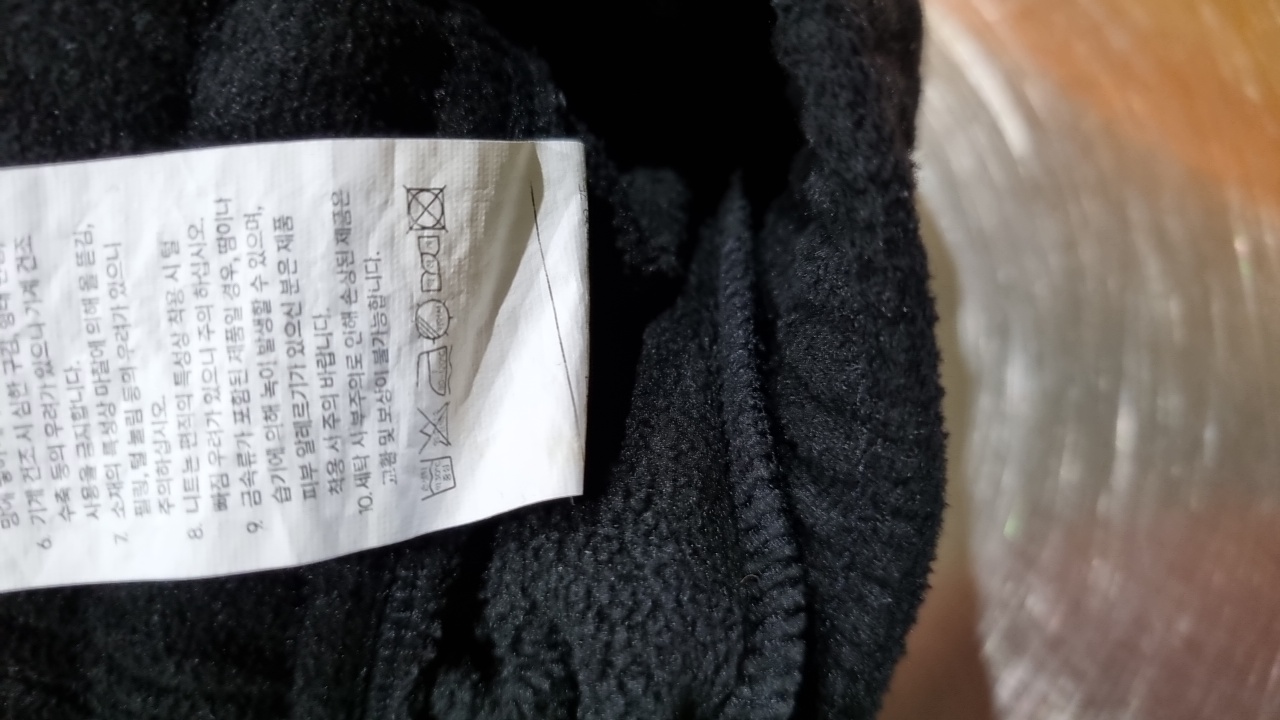 6. 기계 건조 시 심한 구김,
수축 등의 우려가 있으니 기계 건조
사용을 금지합니다.
7. 소재의 특성상 마찰에 의해 올 뜯김,
필링, 털 눌림 등의 우려가 있으니
주의하십시오
8. 니트는 편직의 특성상 착용 시 털
빠짐 우려가 있으니 주의 하십시오.
9. 금속류가 포함된 제품일 경우, 땀이나
습기에 의해 녹이 발생할 수 있으며,
피부 알레르기가 있으신 분은 제품
착용 시 주의 바랍니다.
10. 세탁 시 부주의로 인해 손상된 제품은
교환 및 보상이 불가능합니다.